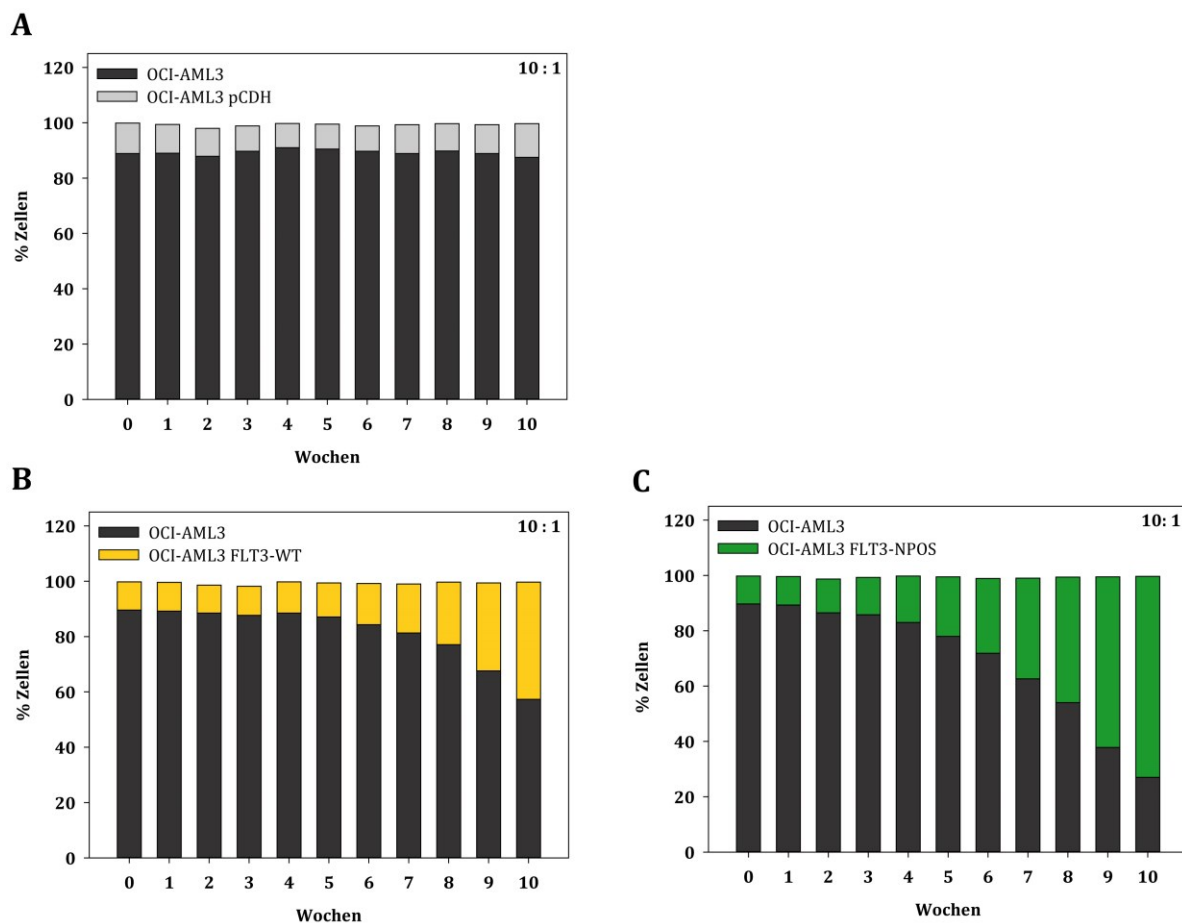 A
10 : 1
OCI-AML3
OCI-AML3 pCDH
120
100
80
60
40
20
0
% Zellen
0 1 2 3 4 5 6 7 8 9 10
Wochen
B
10 : 1
OCI-AML3
OCI-AML3 FLT3-WT
120
100
80
60
40
20
0
% Zellen
0 1 2 3 4 5 6 7 8 9 10
Wochen
C
10: 1
OCI-AML3
OCI-AML3 FLT3-NPOS
120
100
80
60
40
20
0
% Zellen
0 1 2 3 4 5 6 7 8 9 10
Wochen